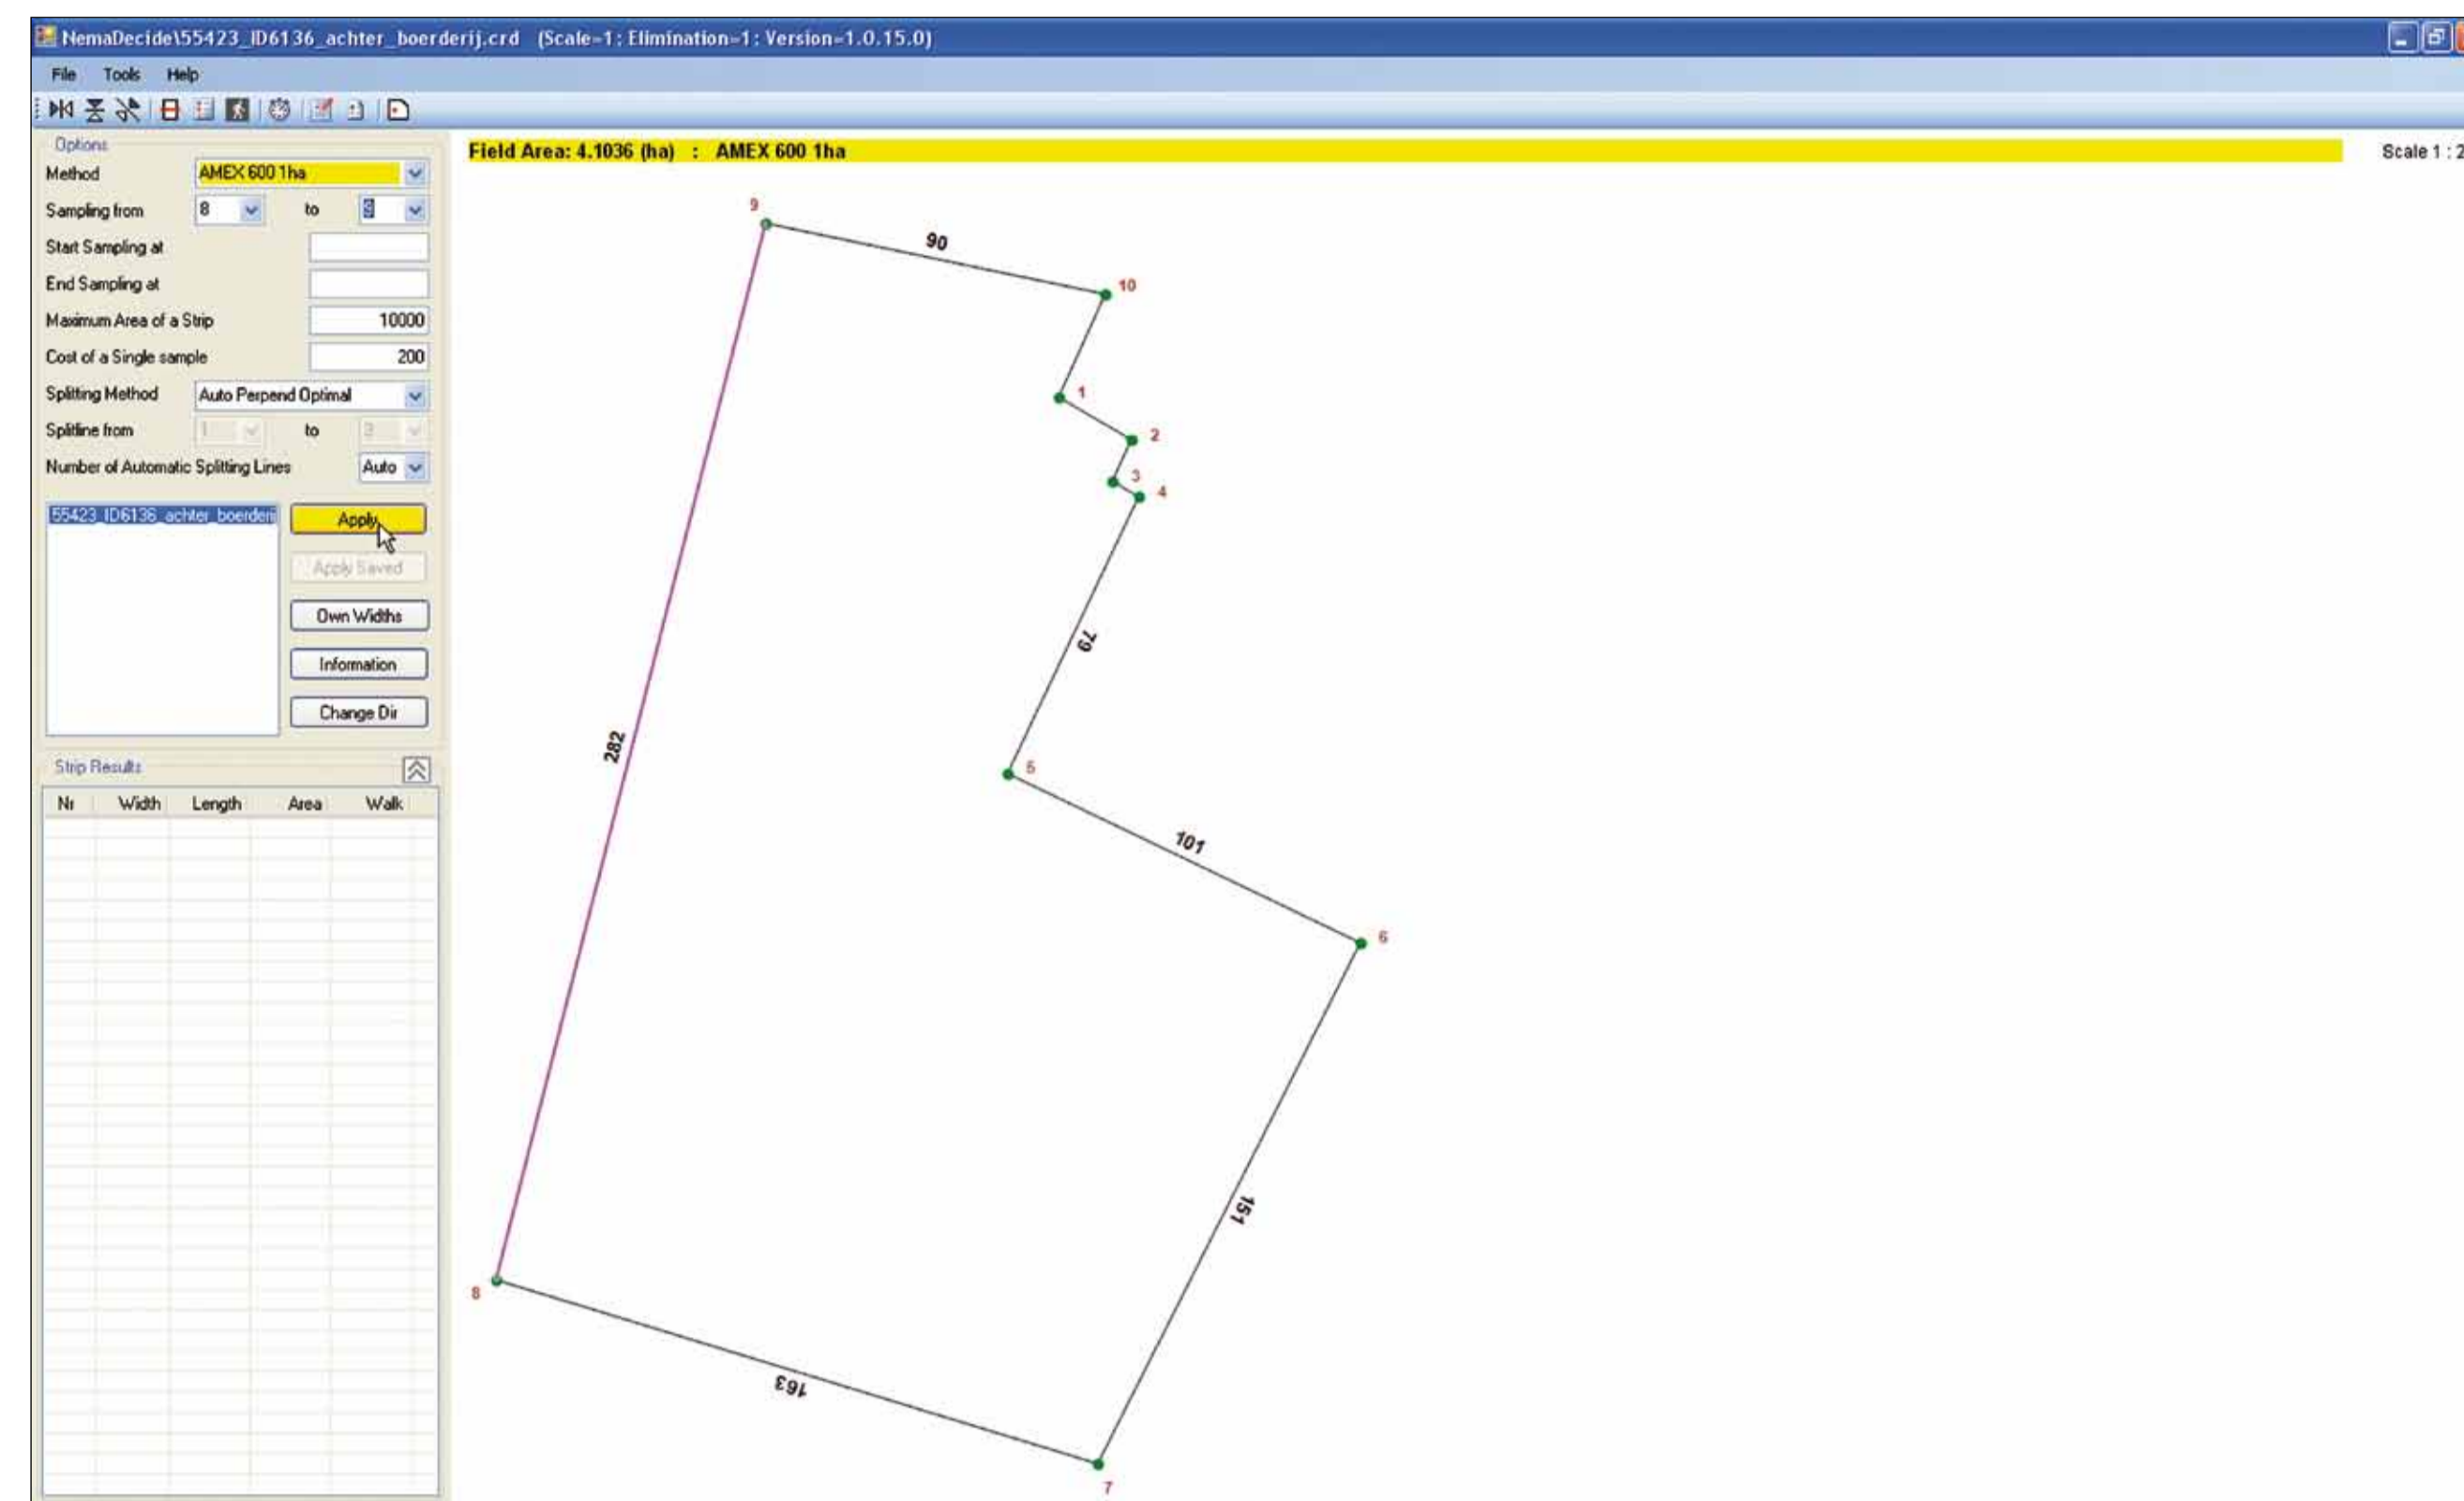 NemaDecide\55423_ID6136_achter_boerderij.crd (Scale=1; Elimination=1; Version=1.0.15.0)
File Tools Help
Options
Method AMEX 600 1ha
Sampling from 8 to 9
Start Sampling at
End Sampling at
Maximum Area of a Strip 10000
Cost of a Single sample 200
Splitting Method Auto Perpend Optimal
Splitline from 1 to 3
Number of Automatic Splitting Lines Auto
55423_ID6136_achter_boerderij
Apply
Apply Saved
Own Widths
Information
Change Dir
Strip Results
Nr Width Length Area Walk
Field Area: 4.1036 (ha) : AMEX 600 1ha
Scale 1 : 2
9
90
10
1
2
3
4
79
282
5
101
6
151
8
163
7